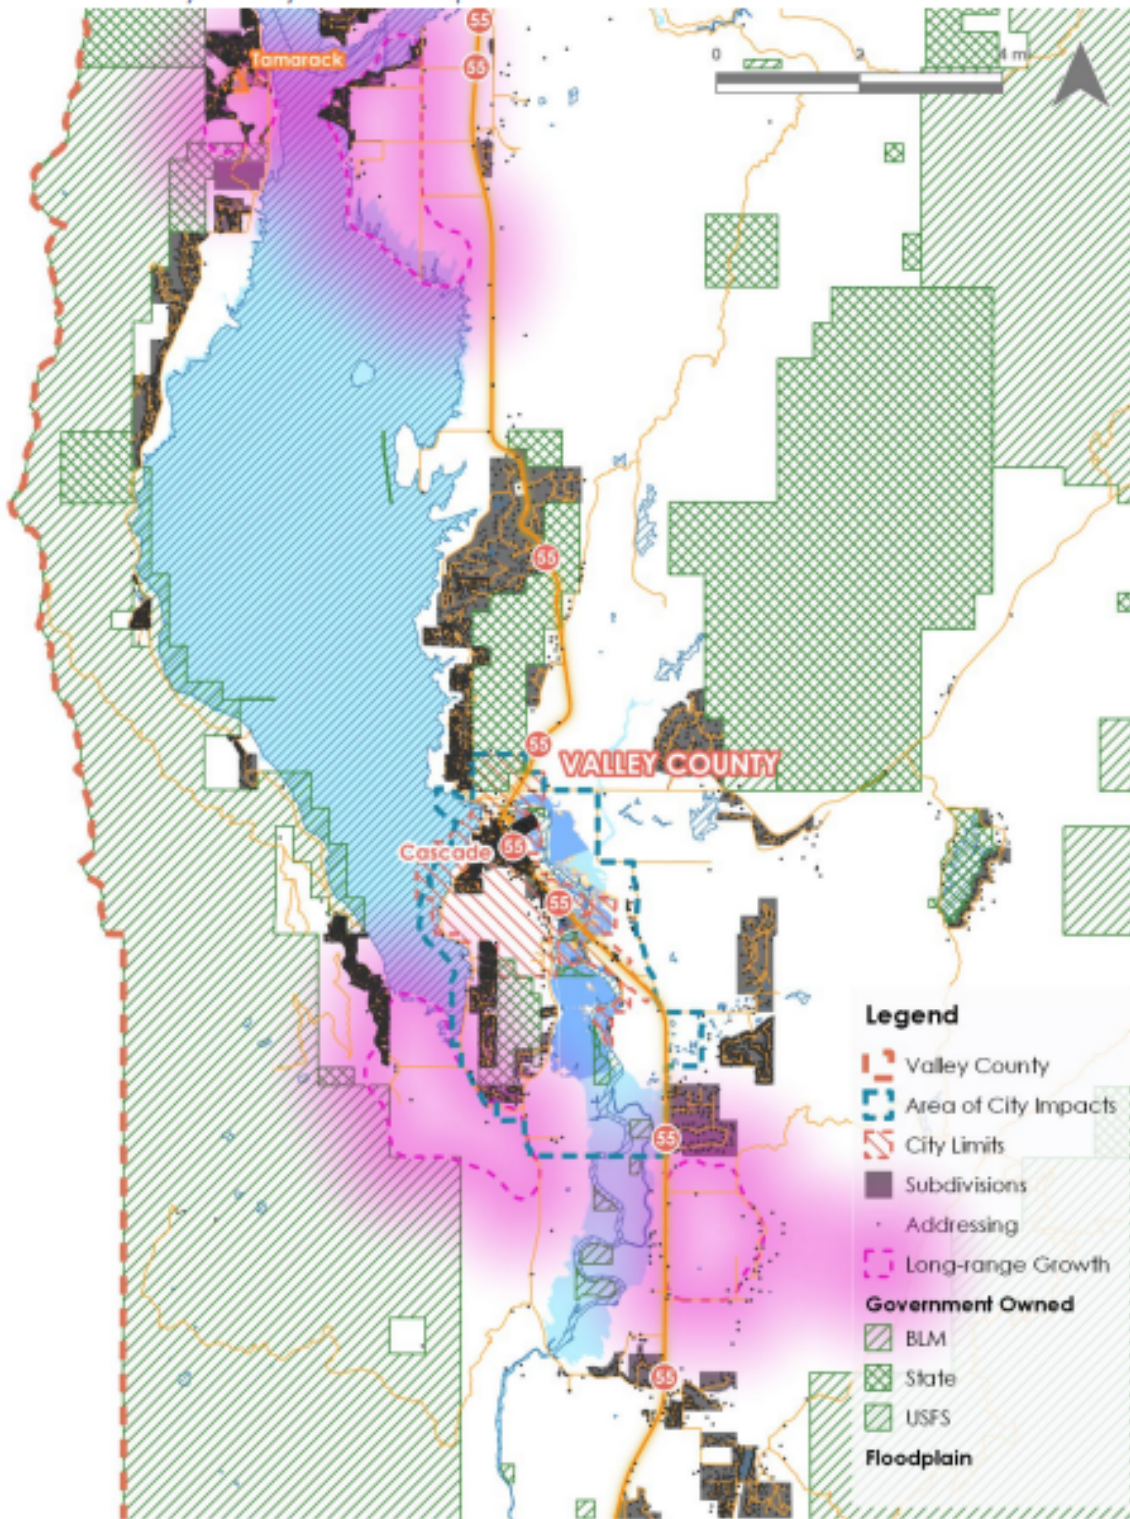 55
Tamarack
55
0 2 4 mi
55
55
VALLEY COUNTY
Cascade 55
55
Legend
Valley County
Area of City Impacts
City Limits
Subdivisions
55
Addressing
Long-range Growth
Government Owned
BLM
State
55
USFS
Floodplain